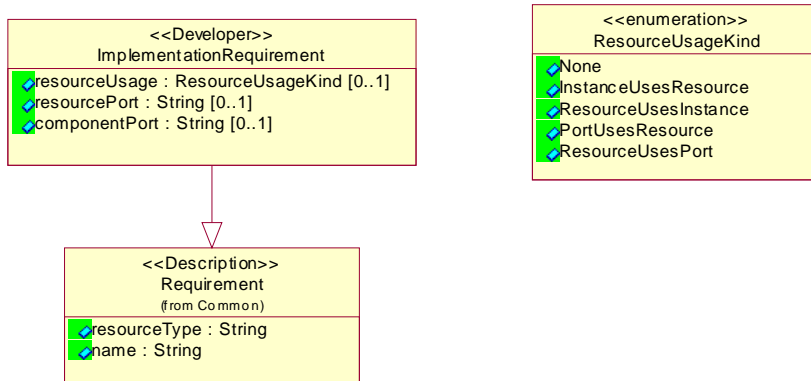 <<Developer>>
ImplementationRequirement
resourceUsage : ResourceUsageKind [0..1]
resourcePort : String [0..1]
componentPort : String [0..1]
<<enumeration>>
ResourceUsageKind
None
InstanceUsesResource
ResourceUsesInstance
PortUsesResource
ResourceUsesPort
<<Description>>
Requirement
(from Common)
resourceType : String
name : String